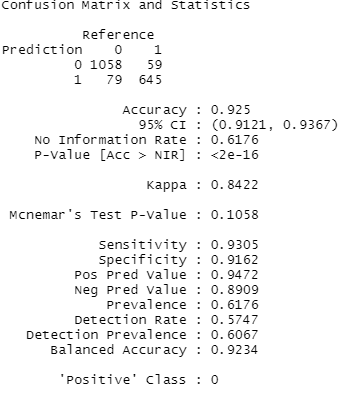 Confusion Matrix and Statistics
Reference
Prediction 0 1
0 1058 59
1 79 645
Accuracy : 0.925
95% CI : (0.9121, 0.9367)
No Information Rate : 0.6176
P-Value [Acc > NIR] : <2e-16
Kappa : 0.8422
Mcnemar's Test P-Value : 0.1058
Sensitivity : 0.9305
Specificity : 0.9162
Pos Pred Value : 0.9472
Neg Pred Value : 0.8909
Prevalence : 0.6176
Detection Rate : 0.5747
Detection Prevalence : 0.6067
Balanced Accuracy : 0.9234
'Positive' Class : 0